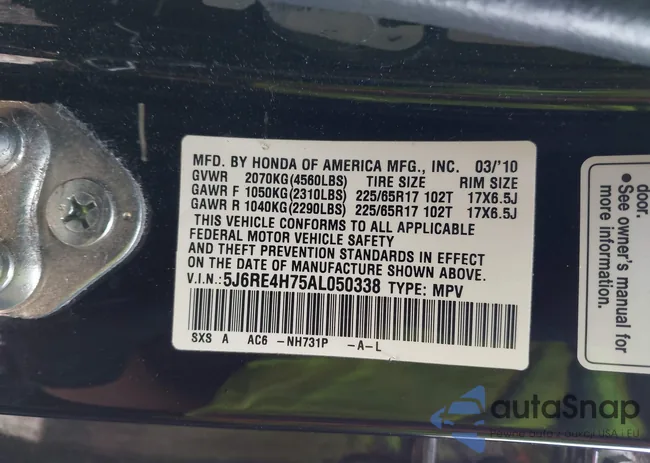 MFD. BY HONDA OF AMERICA MFG., INC. 03/'10
GVWR 2070KG(4560LBS) TIRE SIZE RIM SIZE
GAWR F 1050KG(2310LBS) 225/65R17 102T 17X6.5J
GAWR R 1040KG(2290LBS) 225/65R17 102T 17X6.5J
THIS VEHICLE CONFORMS TO ALL APPLICABLE
FEDERAL MOTOR VEHICLE SAFETY
AND THEFT PREVENTION STANDARDS IN EFFECT
ON THE DATE OF MANUFACTURE SHOWN ABOVE.
V.I.N.: 5J6RE4H75AL050338 TYPE: MPV
SXS A AC6 -NH731P -A-L
door.
• See owner's manual for
more information.
autaSnap